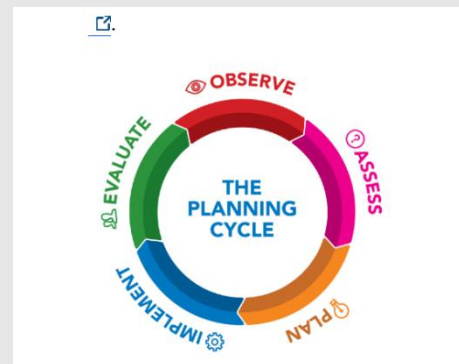 .
OBSERVE
ASSESS
PLAN
IMPLEMENT
EVALUATE
THE
PLANNING
CYCLE